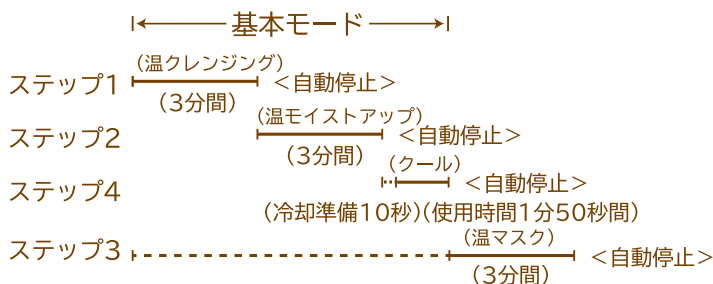 基本モード
(温クレンジング)
ステップ1 <自動停止>
(3分間)
(温モイストアップ)
ステップ2 <自動停止>
(3分間)
(クール)
ステップ4 <自動停止>
(冷却準備10秒)(使用時間1分50秒間)
(温マスク)
ステップ3 <自動停止>
(3分間)